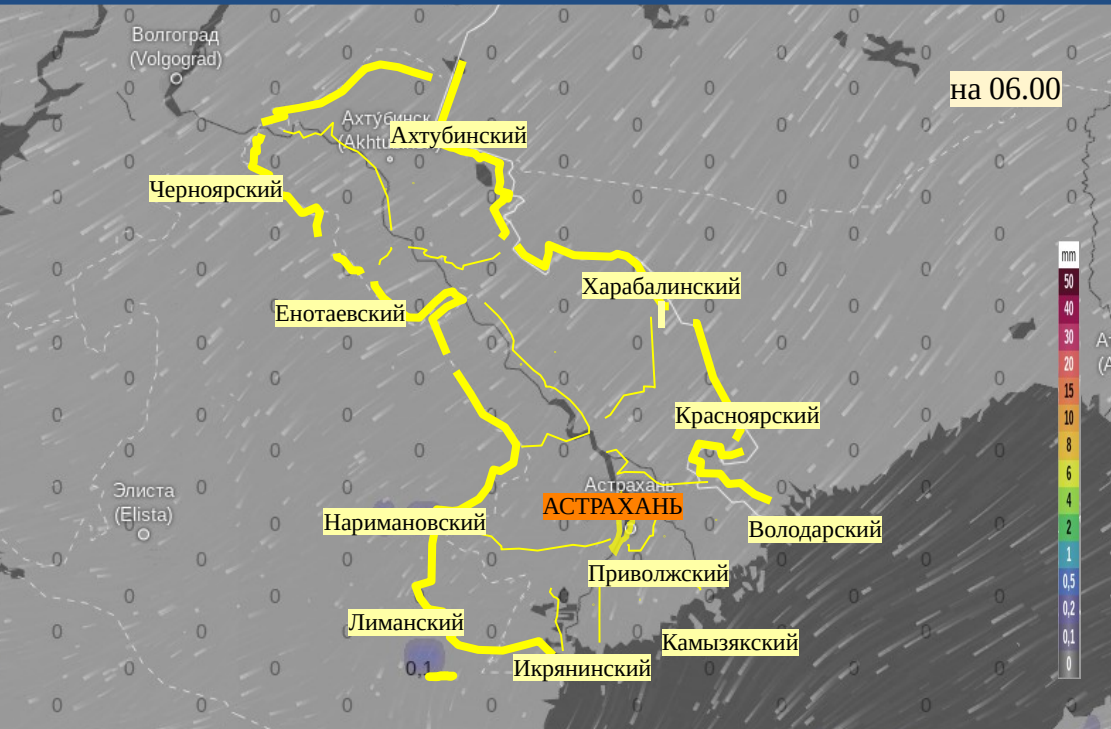 Волгоград
(Volgograd)
на 06.00
Ахтубинск
(Akhtu
Ахтубинский
Черноярский
mm
50
Харабалинский
40
Енотаевский
30
20
15
10
Красноярский
8
6
Элиста
(Elista)
Астрахань
АСТРАХАНЬ
4
Наримановский
Володарский
2
1
Приволжский
0,5
0,2
Лиманский
0,1
Камызякский
0
0,1
Икрянинский